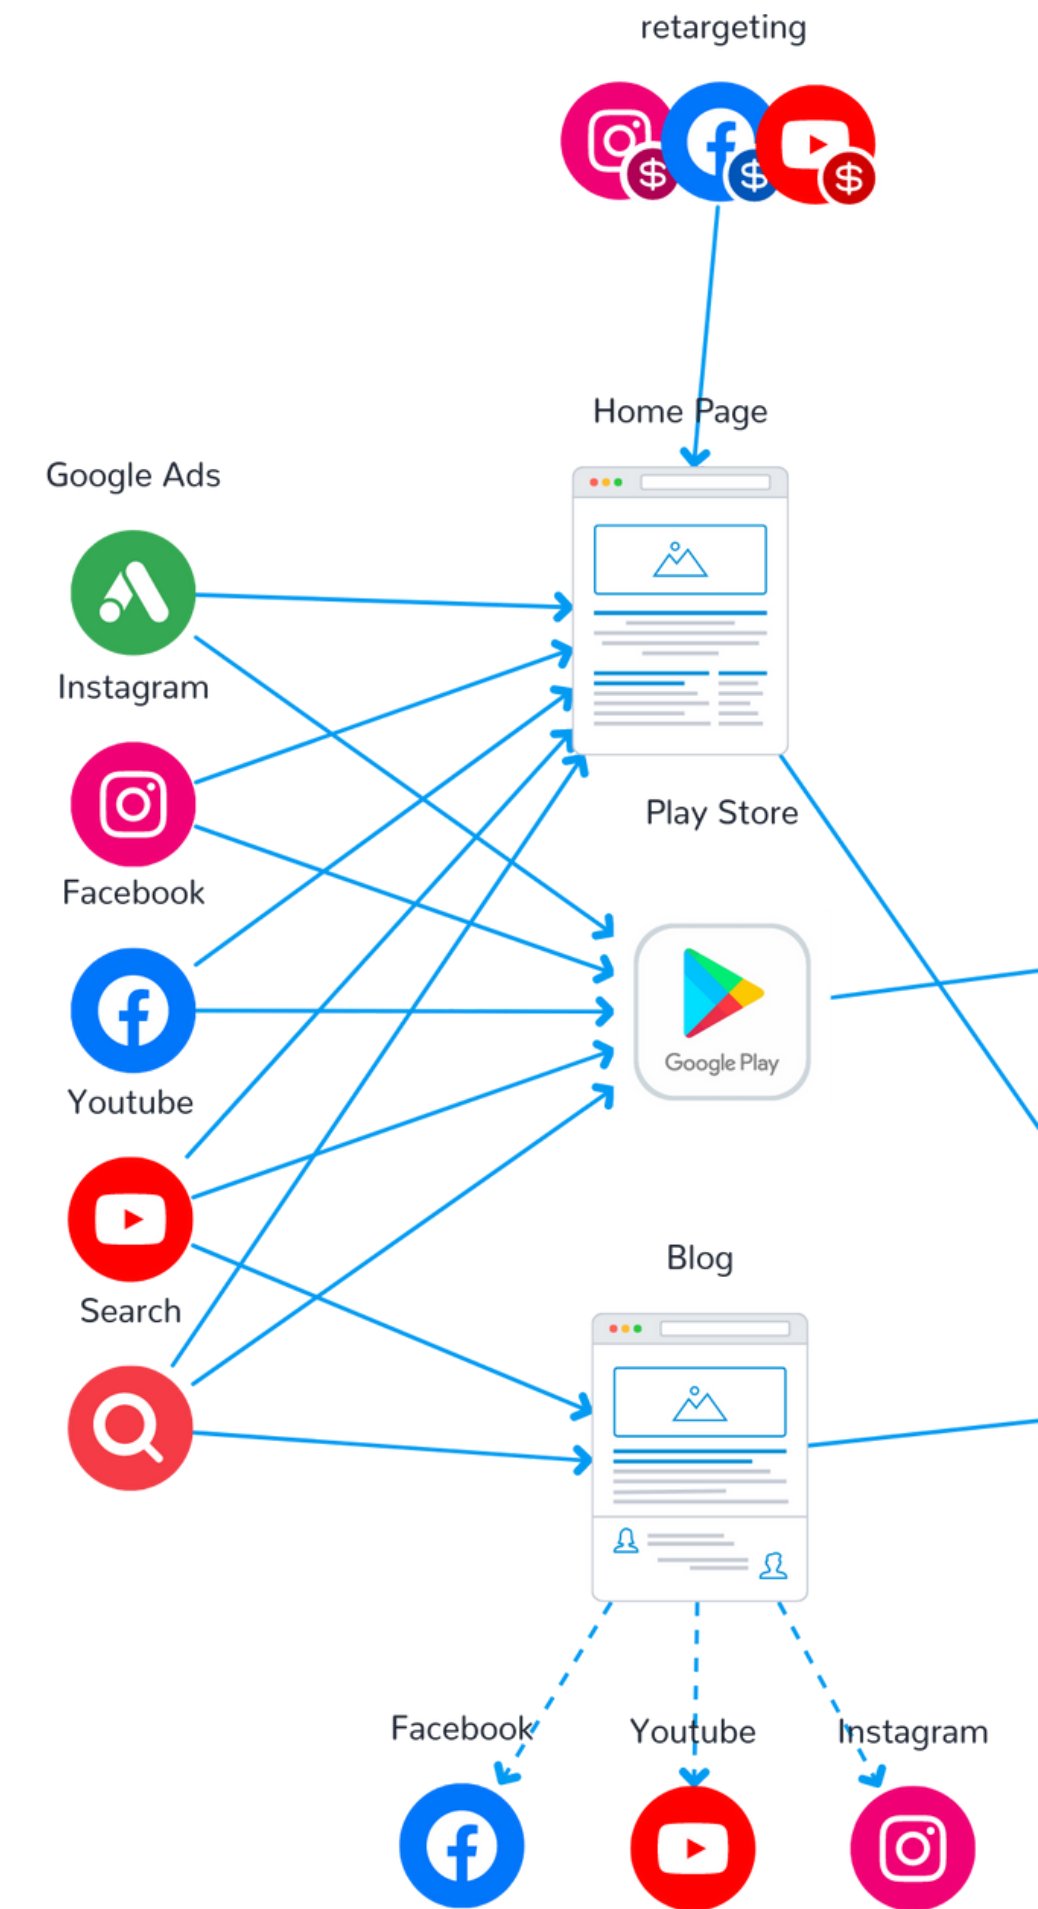 retargeting
$ $ $
Home Page
Google Ads
Instagram
Play Store
Facebook
Google Play
Youtube
Blog
Search
Facebook
Youtube
Instagram